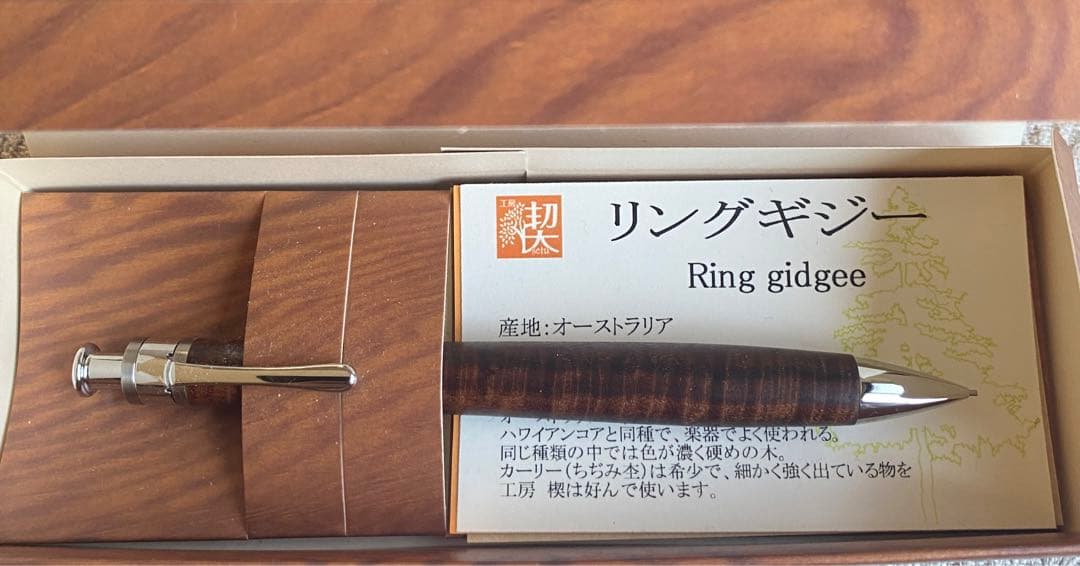 工房
楔
setu
リングギジー
Ring gidgee
産地：オーストラリア
ハワイアンコアと同種で、楽器でよく使われる。
同じ種類の中では色が濃く硬めの木。
カーリー（ちぢみ杢）は希少で、細かく強く出ている物を
工房 楔は好んで使います。